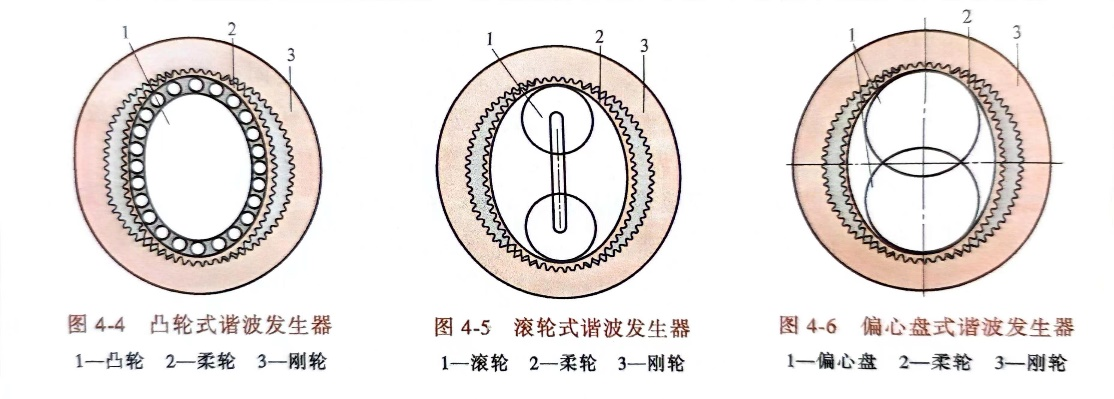 1 2 3
1 2 3
1 2 3
图 4-4 凸轮式谐波发生器
1—凸轮 2—柔轮 3—刚轮
图 4-5 滚轮式谐波发生器
1—滚轮 2—柔轮 3—刚轮
图 4-6 偏心盘式谐波发生器
1—偏心盘 2—柔轮 3—刚轮